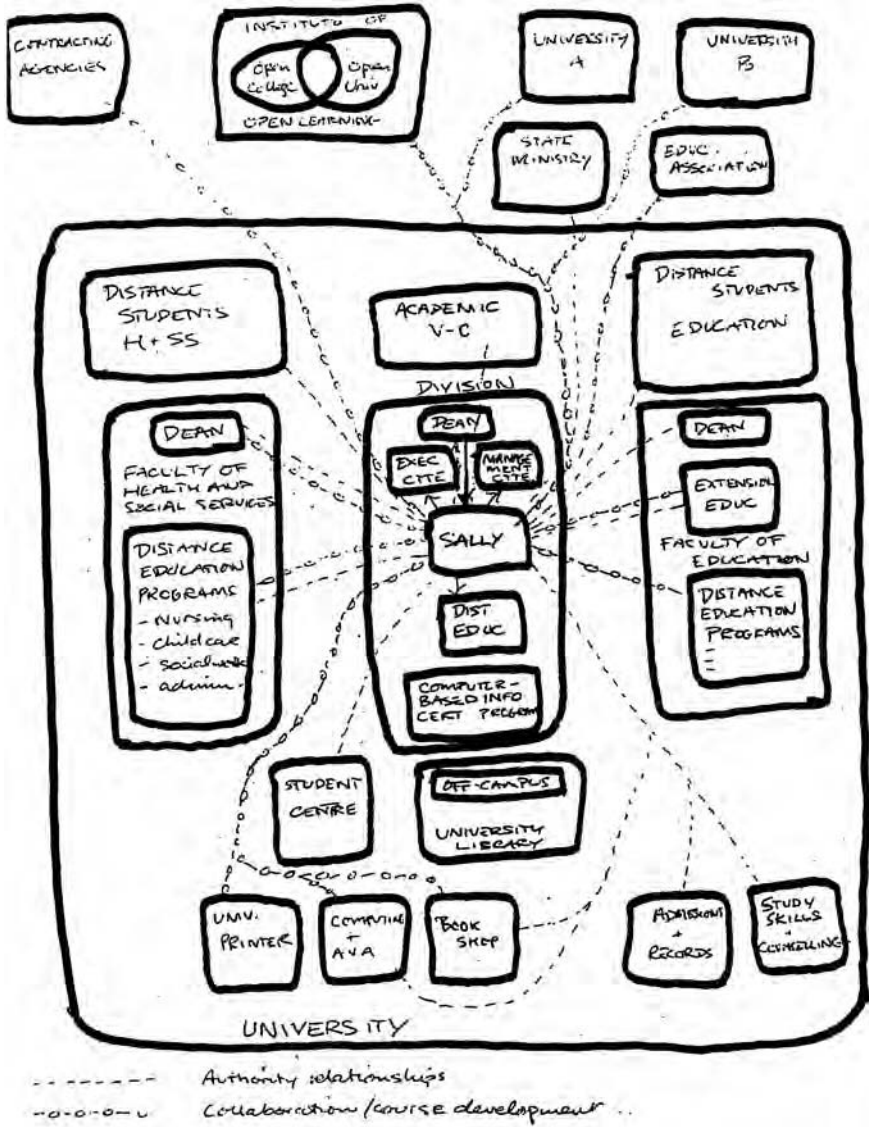 CONTRACTING
AGENCIES
INSTITUTE OF
Open
College
Open
Univ
OPEN LEARNING
UNIVERSITY
A
UNIVERSITY
B
STATE
MINISTRY
EDUC.
ASSOCIATION
DISTANCE
STUDENTS
H+SS
ACADEMIC
V-C
DISTANCE
STUDENTS
EDUCATION
DIVISION
DEAN
FACULTY OF
HEALTH AND
SOCIAL SERVICES
DISTANCE
EDUCATION
PROGRAMS
- Nursing
- childcare
- socialwork
- admin -
DEAN
EXEC
CTTE
MANAGE
MENT
CTTE
SALLY
DIST
EDUC
COMPUTER-
BASED INFO
CERT PROGRAM
DEAN
EXTENSION
EDUC
FACULTY OF
EDUCATION
DISTANCE
EDUCATION
PROGRAMS
-
-
-
STUDENT
CENTRE
OFF-CAMPUS
UNIVERSITY
LIBRARY
UNIV.
PRINTER
COMPUTING
+
AVA
BOOK
SHOP
ADMISSIONS
+
RECORDS
STUDY
SKILLS
+
COUNSELLING
UNIVERSITY
Authority relationships
Collaboration/course development